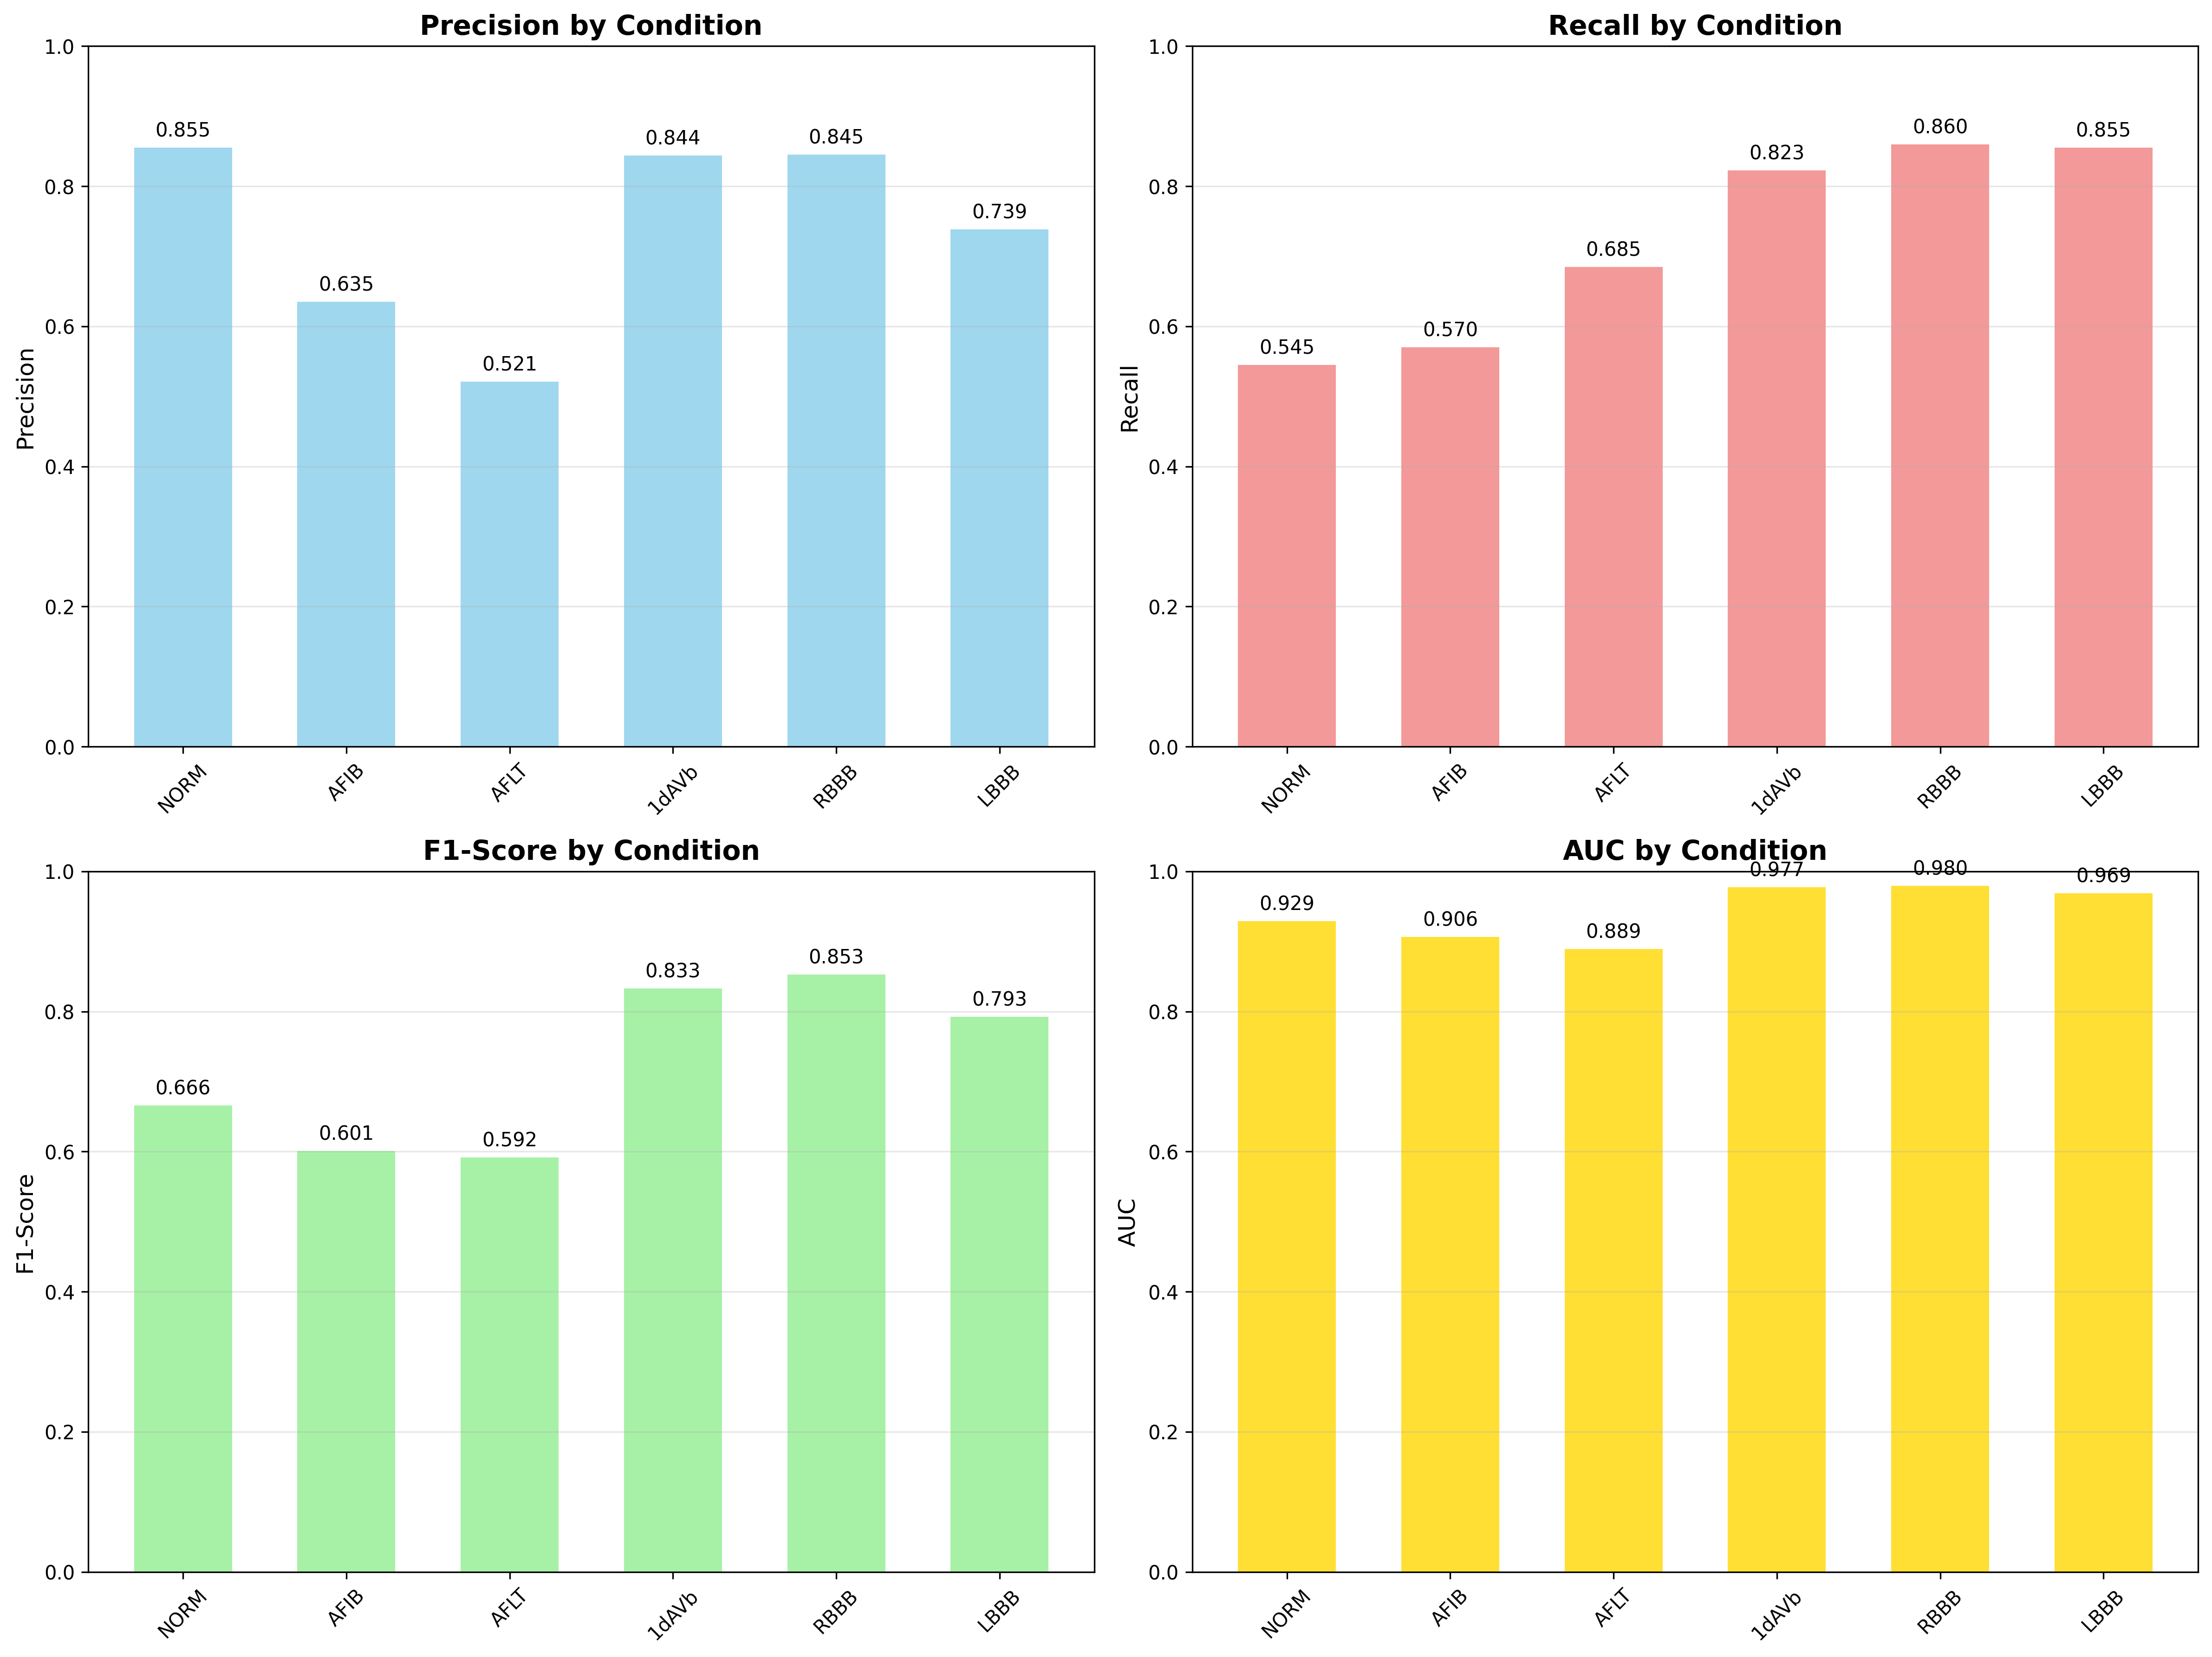 Precision by Condition
1.0
0.8
0.6
0.4
0.2
0.0
Precision
0.855
0.635
0.521
0.844
0.845
0.739
NORM
AFIB
AFLT
1dAVb
RBBB
LBBB
Recall by Condition
1.0
0.8
0.6
0.4
0.2
0.0
Recall
0.545
0.570
0.685
0.823
0.860
0.855
NORM
AFIB
AFLT
1dAVb
RBBB
LBBB
F1-Score by Condition
1.0
0.8
0.6
0.4
0.2
0.0
F1-Score
0.666
0.601
0.592
0.833
0.853
0.793
NORM
AFIB
AFLT
1dAVb
RBBB
LBBB
AUC by Condition
1.0
0.8
0.6
0.4
0.2
0.0
AUC
0.929
0.906
0.889
0.977
0.980
0.969
NORM
AFIB
AFLT
1dAVb
RBBB
LBBB